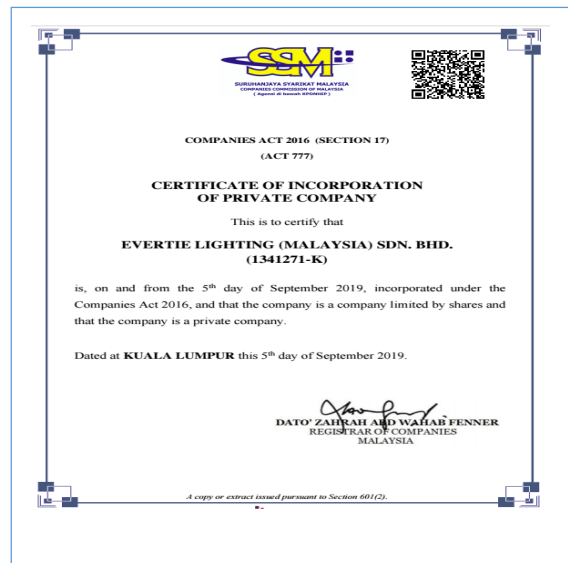 SSM
SURUHANJAYA SYARIKAT MALAYSIA
COMPANIES COMMISSION OF MALAYSIA
( Agensi di bawah KPDNHEP )
COMPANIES ACT 2016 (SECTION 17)
(ACT 777)
CERTIFICATE OF INCORPORATION
OF PRIVATE COMPANY
This is to certify that
EVERTIE LIGHTING (MALAYSIA) SDN. BHD.
(1341271-K)
is, on and from the 5th day of September 2019, incorporated under the
Companies Act 2016, and that the company is a company limited by shares and
that the company is a private company.
Dated at KUALA LUMPUR this 5th day of September 2019.
DATO' ZAHRAH ABD WAHAB FENNER
REGISTRAR OF COMPANIES
MALAYSIA
A copy or extract issued pursuant to Section 601(2).